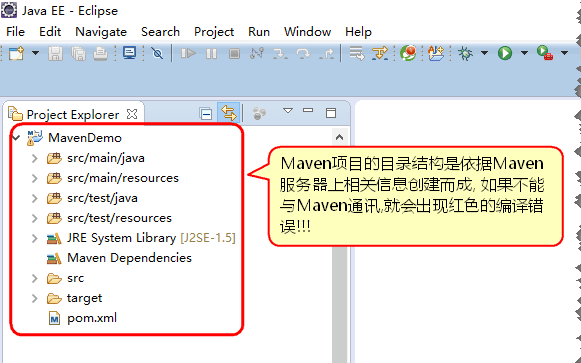 Java EE - Eclipse
File Edit Navigate Search Project Run Window Help
Project Explorer
MavenDemo
src/main/java
src/main/resources
src/test/java
src/test/resources
JRE System Library [J2SE-1.5]
Maven Dependencies
src
target
pom.xml
Maven项目的目录结构是依据Maven
服务器上相关信息创建而成, 如果不能
与Maven通讯,就会出现红色的编译错
误!!!